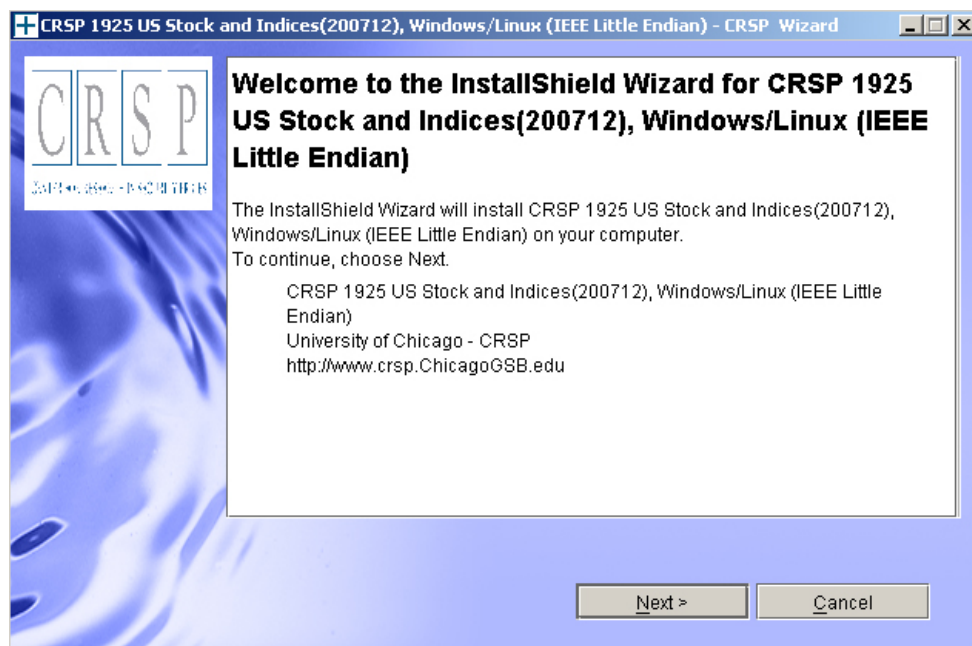 CRSP 1925 US Stock and Indices(200712), Windows/Linux (IEEE Little Endian) - CRSP Wizard
CRSP
Welcome to the InstallShield Wizard for CRSP 1925
US Stock and Indices(200712), Windows/Linux (IEEE
Little Endian)
The InstallShield Wizard will install CRSP 1925 US Stock and Indices(200712),
Windows/Linux (IEEE Little Endian) on your computer.
To continue, choose Next.
CRSP 1925 US Stock and Indices(200712), Windows/Linux (IEEE Little
Endian)
University of Chicago - CRSP
http://www.crsp.ChicagoGSB.edu
Next >
Cancel